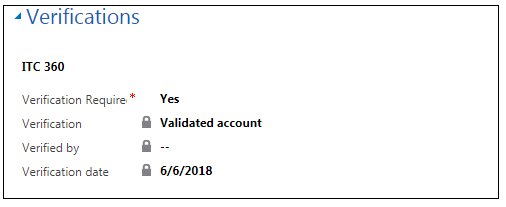 Verifications
ITC 360
Verification Require* Yes
Verification Validated account
Verified by --
Verification date 6/6/2018